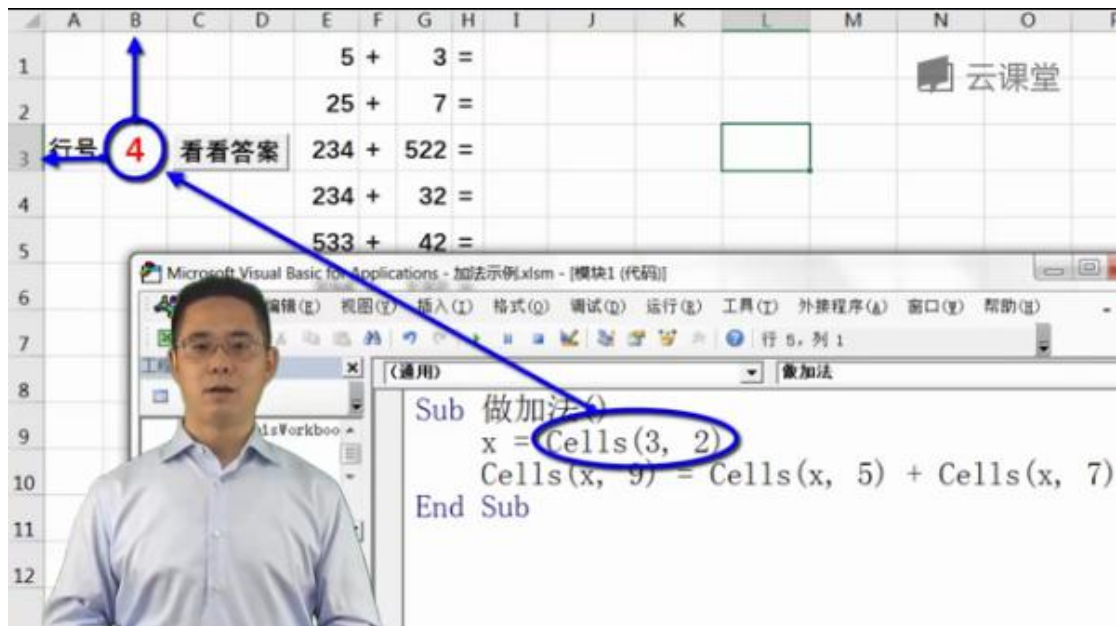 A B C D E F G H I J K L M N O
1 5 + 3 =
云课堂
2 25 + 7 =
3 行号 4 看看答案 234 + 522 =
4 234 + 32 =
5 533 + 42 =
Microsoft Visual Basic for Applications - 加法示例.xlsm - [模块1 (代码)]
6 编辑(E) 视图(V) 插入(I) 格式(O) 调试(D) 运行(R) 工具(T) 外接程序(A) 窗口(W) 帮助(H)
7 行 5, 列 1
(通用) 做加法
8 Sub 做加法()
9 x = Cells(3, 2)
10 Cells(x, 9) = Cells(x, 5) + Cells(x, 7)
11 End Sub
12